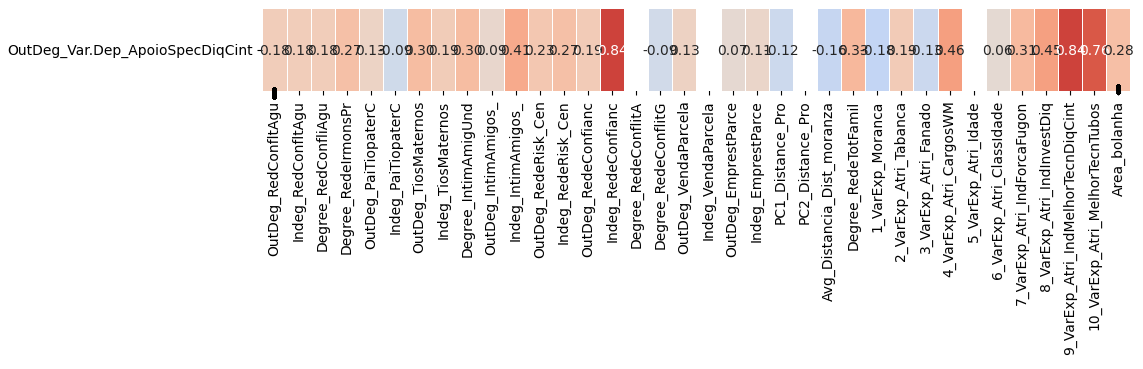 OutDeg_Var.Dep_ApoioSpecDiqCint
0.18 0.18 0.18 0.27 0.13 -0.09 0.30 0.19 0.30 0.09 0.41 0.23 0.27 0.19 0.84 -0.09 0.13 0.07 0.11 -0.12 -0.16 0.33 -0.18 0.19 -0.13 0.46 0.06 0.31 0.45 0.84 0.76 0.28
OutDeg_RedConfltAgu
Indeg_RedConfltAgu
Degree_RedConfliAgu
Degree_RedeIrmonsPr
OutDeg_PaiTiopaterC
Indeg_PaiTiopaterC
OutDeg_TiosMaternos
Indeg_TiosMaternos
Degree_IntimAmigUnd
OutDeg_IntimAmigos_
Indeg_IntimAmigos_
OutDeg_RedeRisk_Cen
Indeg_RedeRisk_Cen
OutDeg_RedeConfianc
Indeg_RedeConfianc
Degree_RedeConflitA
Degree_RedeConflitG
OutDeg_VendaParcela
Indeg_VendaParcela
OutDeg_EmprestParce
Indeg_EmprestParce
PC1_Distance_Pro
PC2_Distance_Pro
Avg_Distancia_Dist_moranza
Degree_RedeTotFamil
1_VarExp_Moranca
2_VarExp_Atri_Tabanca
3_VarExp_Atri_Fanado
4_VarExp_Atri_CargosWM
5_VarExp_Atri_Idade
6_VarExp_Atri_ClassIdade
7_VarExp_Atri_IndForcaFugon
8_VarExp_Atri_IndInvestDiq
9_VarExp_Atri_IndMelhorTecnDiqCint
10_VarExp_Atri_MelhorTecnTubos
Area_bolanha